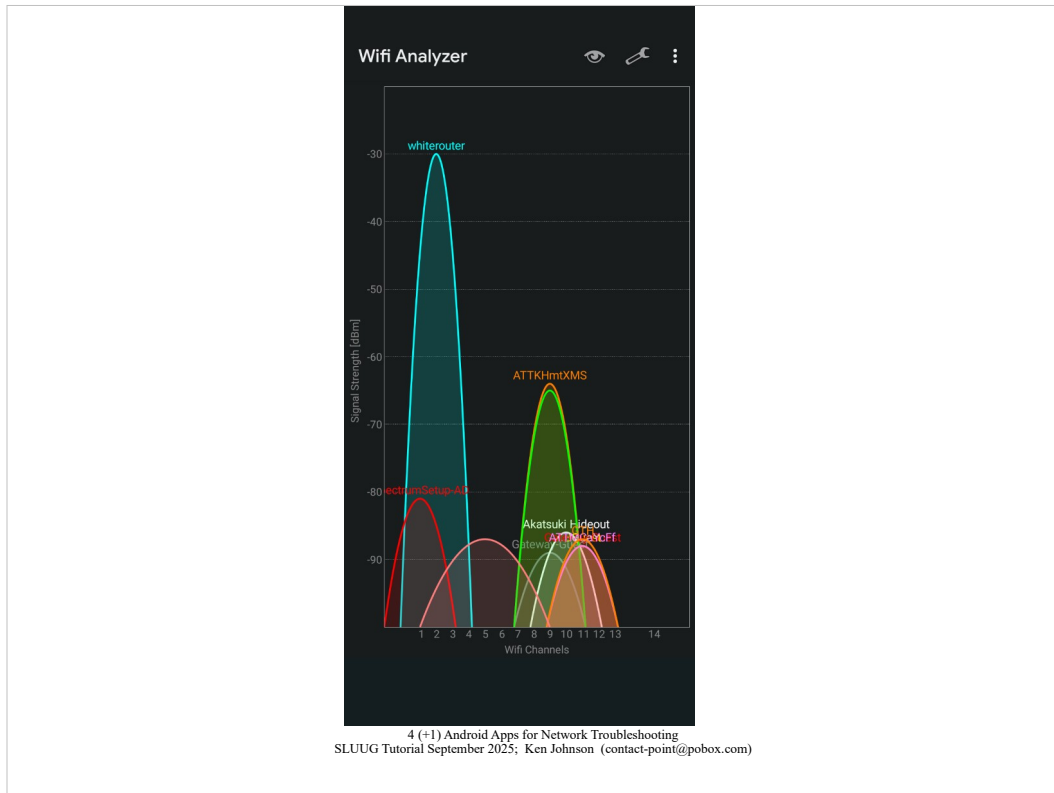 Wifi Analyzer
whiterouter
-30
-40
-50
-60
ATTKHmtXMS
Signal Strength [dBm]
-70
-80
ectrumSetup-AD
Akatsuki Hideout
-90
1 2 3 4 5 6 7 8 9 10 11 12 13 14
Wifi Channels
4 (+1) Android Apps for Network Troubleshooting
SLUUG Tutorial September 2025; Ken Johnson (contact-point@pobox.com)